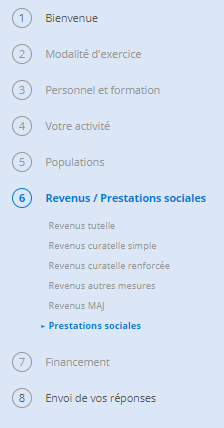 1 Bienvenue
2 Modalité d'exercice
3 Personnel et formation
4 Votre activité
5 Populations
6 Revenus / Prestations sociales
Revenus tutelle
Revenus curatelle simple
Revenus curatelle renforcée
Revenus autres mesures
Revenus MAJ
Prestations sociales
7 Financement
8 Envoi de vos réponses